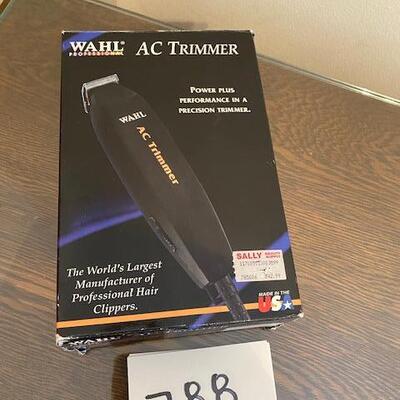 WAHL®
PROFESSIONAL
AC TRIMMER
POWER PLUS
PERFORMANCE IN A
PRECISION TRIMMER.
WAHL
AC Trimmer
SALLY
The World's Largest
Manufacturer of
Professional Hair
Clippers.
MADE IN THE
USA
788